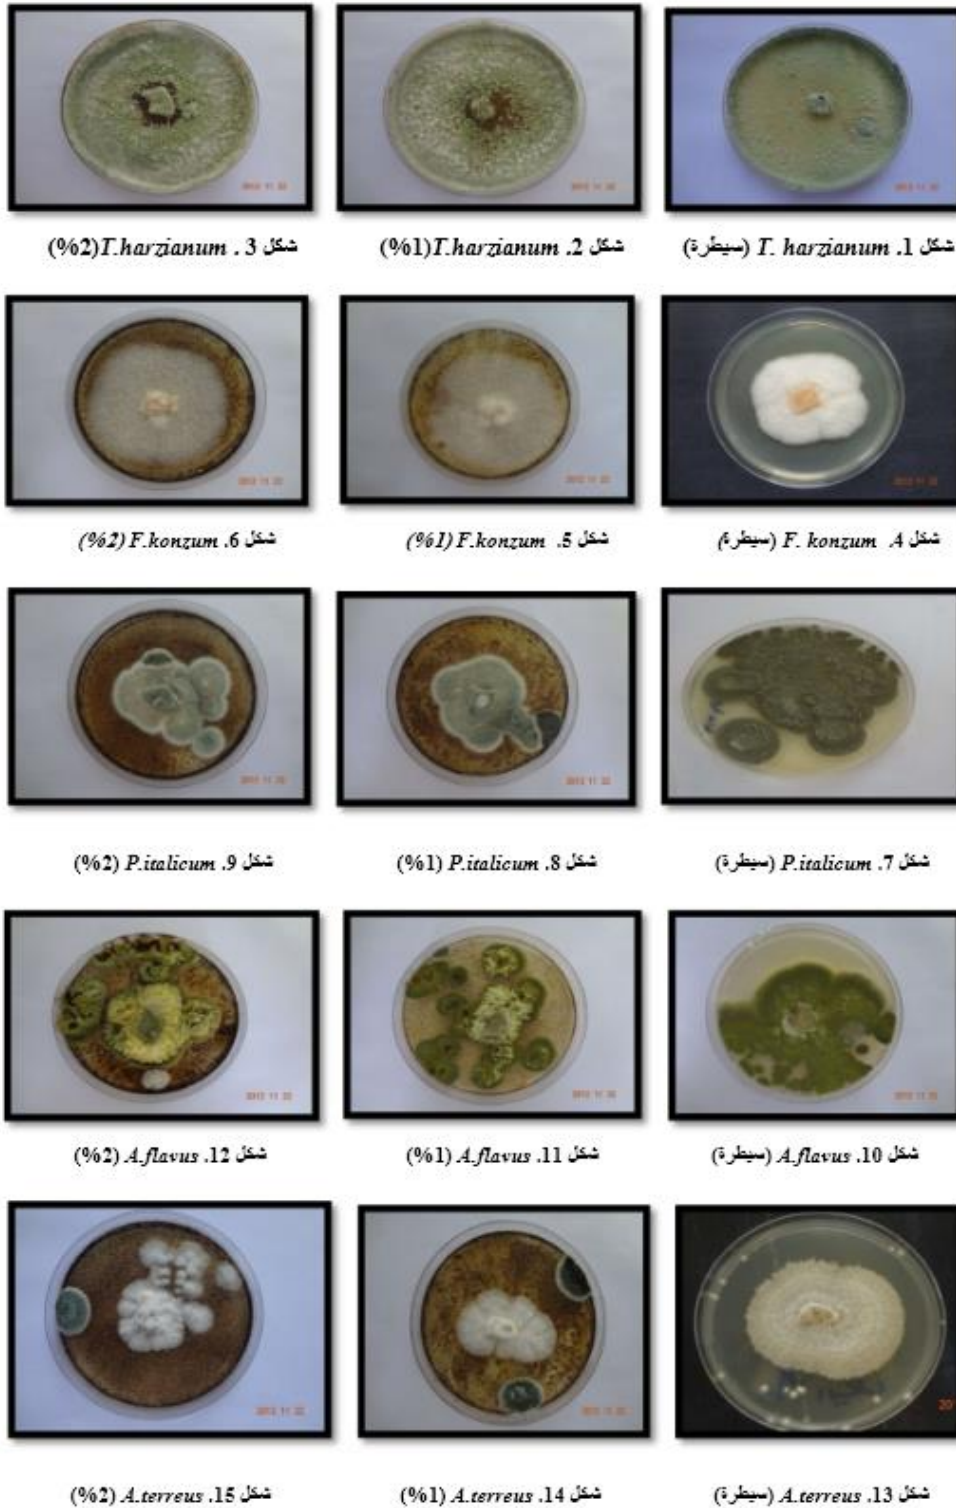 شكل 1. T. harzianum (سيطرة)
شكل 2. T.harzianum(%1)
شكل 3 . T.harzianum(%2)
شكل 4. F. konzum (سيطرة)
شكل 5. F.konzum (%1)
شكل 6. F.konzum (%2)
شكل 7. P.italicum (سيطرة)
شكل 8. P.italicum (%1)
شكل 9. P.italicum (%2)
شكل 10. A.flavus (سيطرة)
شكل 11. A.flavus (%1)
شكل 12. A.flavus (%2)
شكل 13. A.terreus (سيطرة)
شكل 14. A.terreus (%1)
شكل 15. A.terreus (%2)